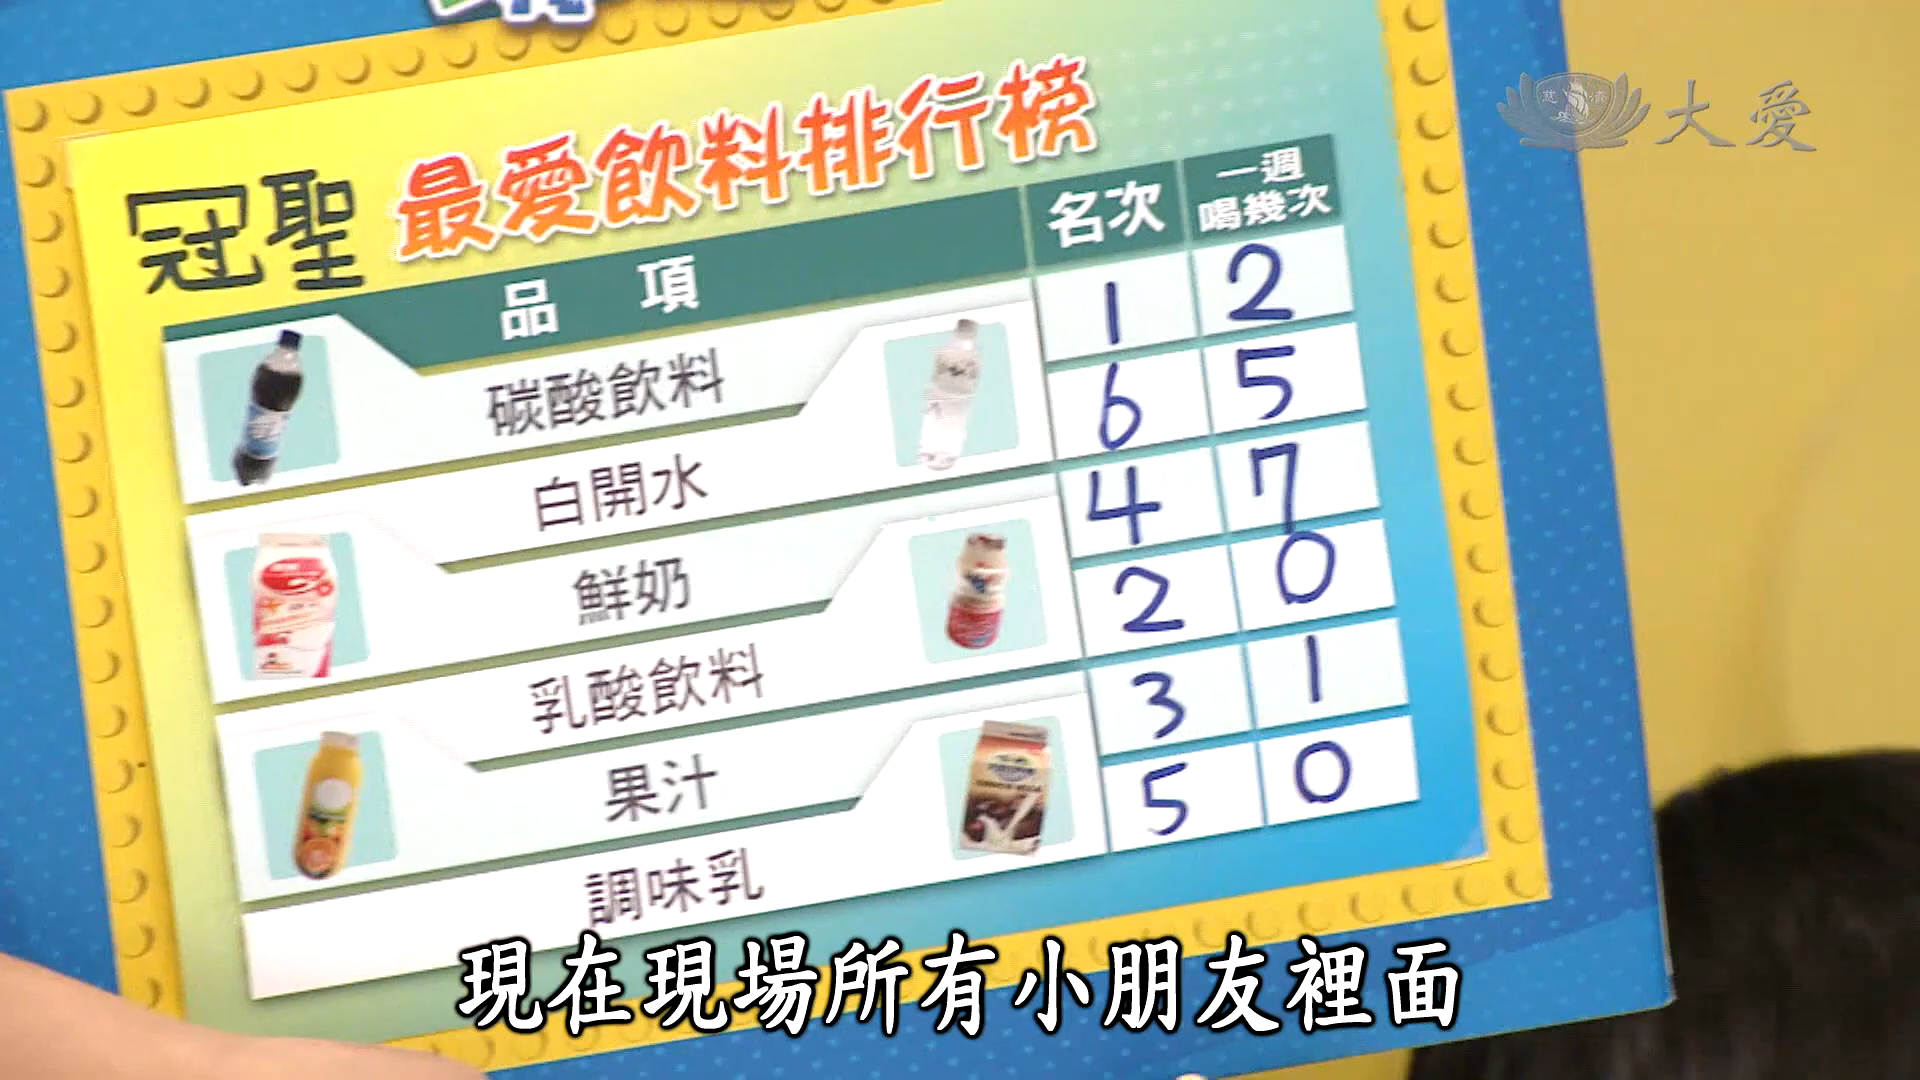 大愛
冠聖 最愛飲料排行榜
品項 名次 一週喝幾次
碳酸飲料 1 2
白開水 6 5
鮮奶 4 7
乳酸飲料 2 0
果汁 3 1
調味乳 5 0
現在現場所有小朋友裡面